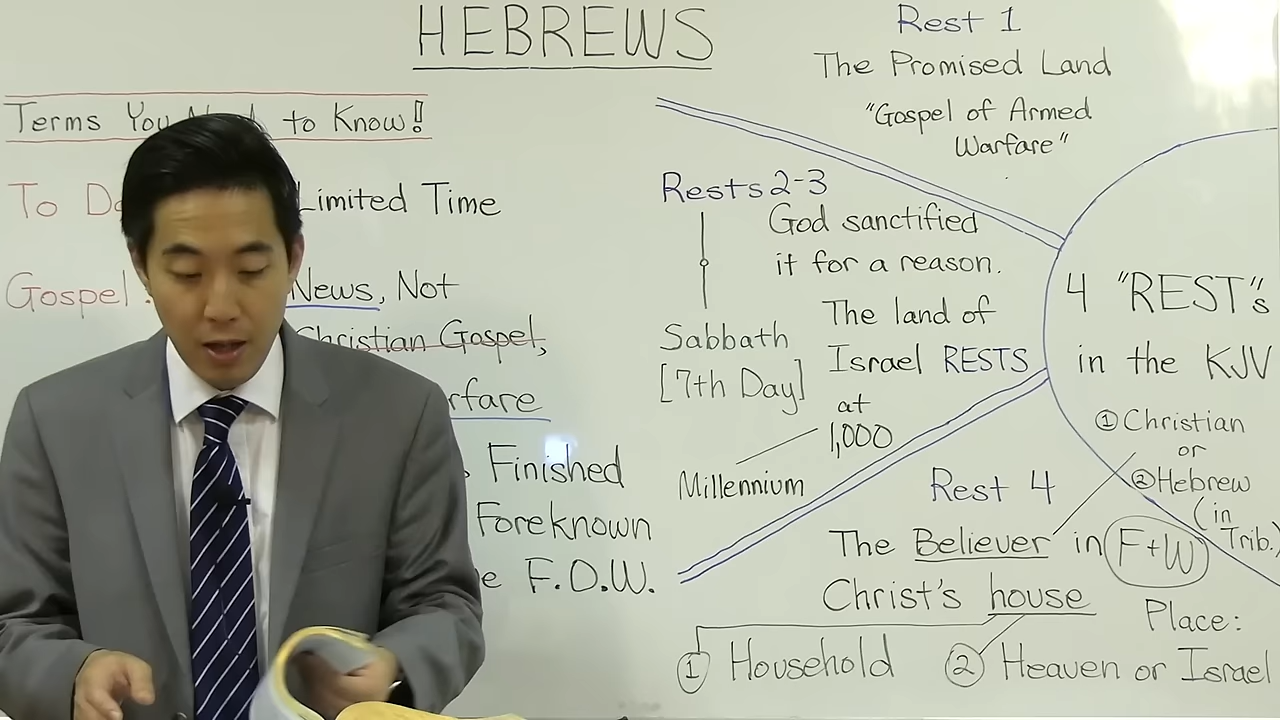 HEBREWS
Terms You to Know!
To Limited Time
Gospel: News, Not
Christian Gospel,
Finished
Foreknown
F.O.W.
Rest 1
The Promised Land
"Gospel of Armed
Warfare"
Rests 2-3
God sanctified
it for a reason.
Sabbath
[7th Day]
The land of
Israel RESTS
at
1,000
Millennium
4 "REST"s
in the KJV
① Christian
or
② Hebrew
(in
Trib.)
Rest 4
The Believer in F+W
Christ's house
Place:
① Household
② Heaven or Israel